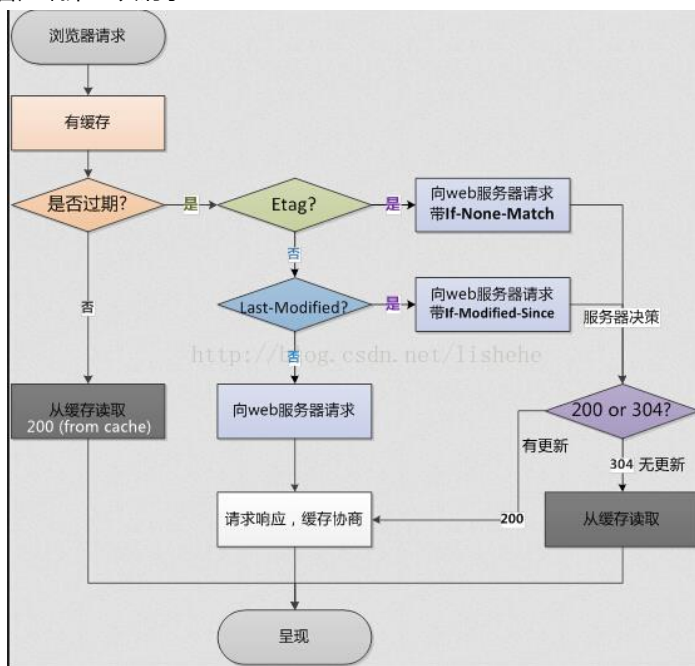 浏览器请求
有缓存
是否过期?
是
Etag?
是
向web服务器请求
带If-None-Match
否
否
Last-Modified?
是
向web服务器请求
带If-Modified-Since
服务器决策
http://blog.csdn.net/lishehe
否
从缓存读取
200 (from cache)
向web服务器请求
200 or 304?
有更新
304 无更新
请求响应，缓存协商
200
从缓存读取
呈现